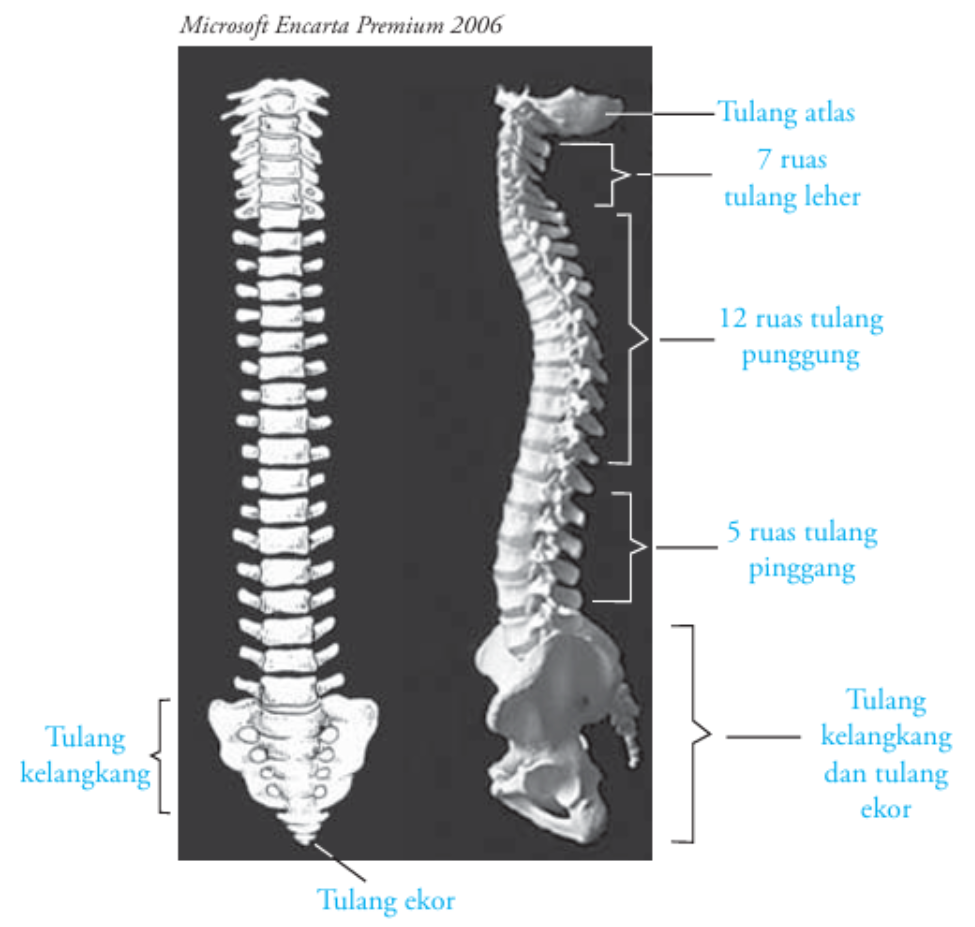 Microsoft Encarta Premium 2006
Tulang atlas
7 ruas
tulang leher
12 ruas tulang
punggung
5 ruas tulang
pinggang
Tulang
kelangkang
dan tulang
ekor
Tulang
kelangkang
Tulang ekor